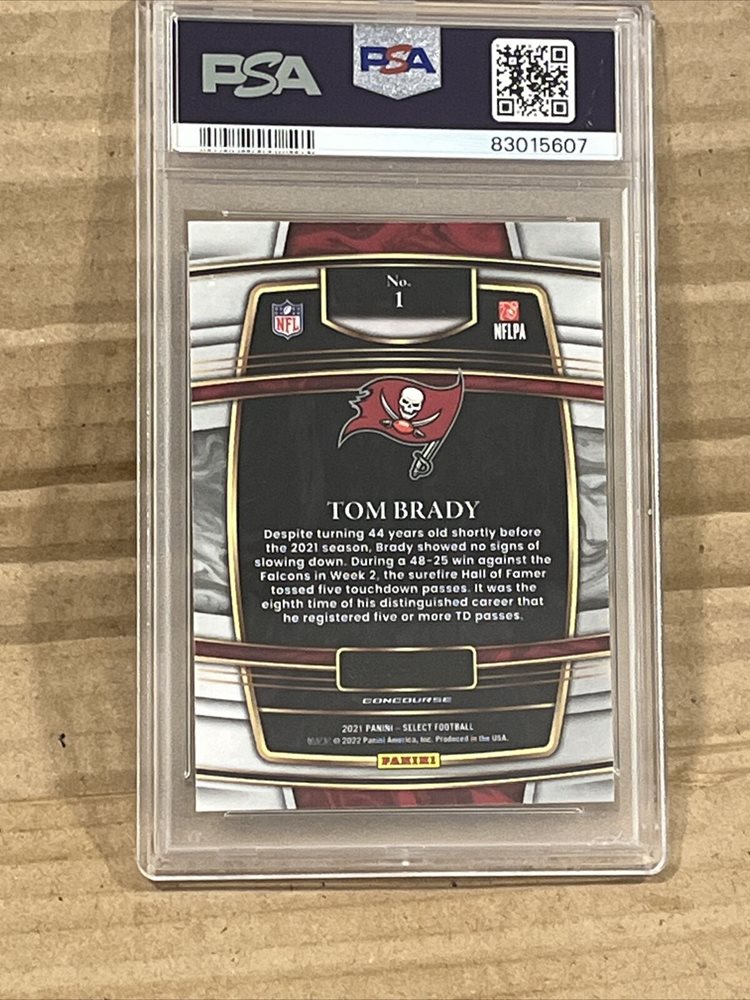 PSA PSA
83015607
No.
1
NFL
NFLPA
TOM BRADY
Despite turning 44 years old shortly before
the 2021 season, Brady showed no signs of
slowing down. During a 48-25 win against the
Falcons in Week 2, the surefire Hall of Famer
tossed five touchdown passes. It was the
eighth time of his distinguished career that
he registered five or more TD passes.
CONCOURSE
2021 PANINI – SELECT FOOTBALL
© 2022 Panini America, Inc. Produced in the USA.
PANINI